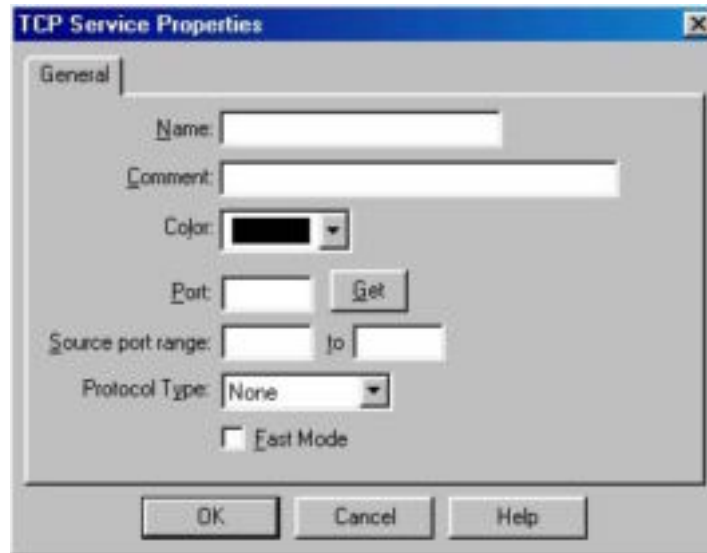 TCP Service Properties
General
Name:
Comment:
Color:
Port: Get
Source port range: to
Protocol Type: None
Fast Mode
OK Cancel Help